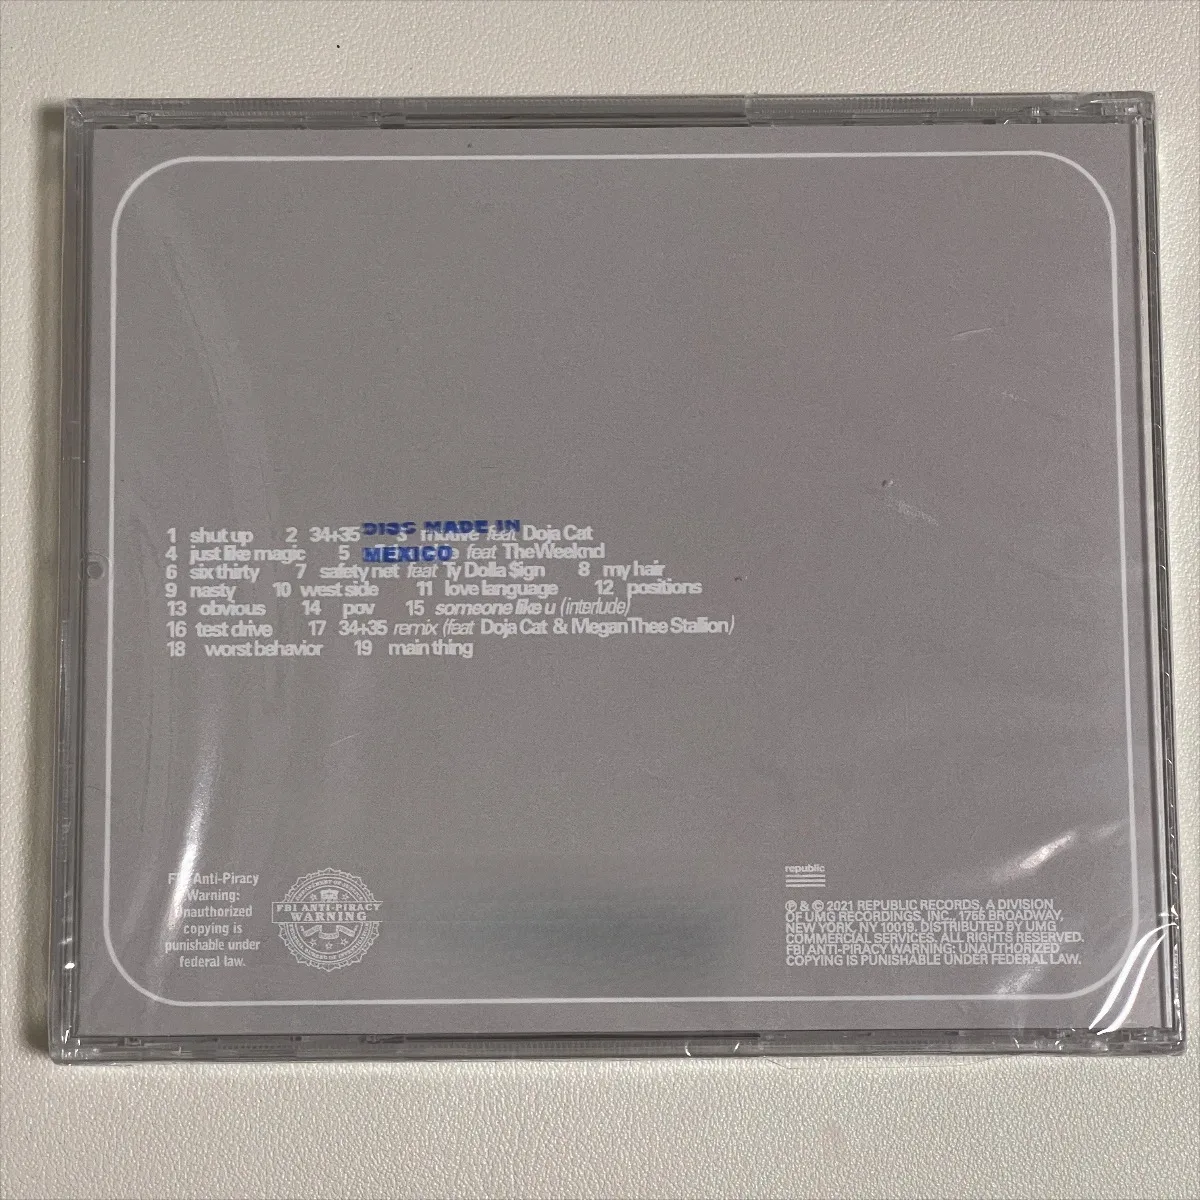 1 shut up 2 34+35 3 motive feat Doja Cat
DISC MADE IN
MEXICO
4 just like magic 5 feat The Weeknd
6 six thirty 7 safety net feat Ty Dolla $ign 8 my hair
9 nasty 10 west side 11 love language 12 positions
13 obvious 14 pov 15 someone like u (interlude)
16 test drive 17 34+35 remix (feat Doja Cat & Megan Thee Stallion)
18 worst behavior 19 main thing
FBI Anti-Piracy
Warning:
Unauthorized
copying is
punishable under
federal law.
FBI ANTI-PIRACY
WARNING
republic
℗ & © 2021 REPUBLIC RECORDS, A DIVISION
OF UMG RECORDINGS, INC., 1755 BROADWAY,
NEW YORK, NY 10019. DISTRIBUTED BY UMG
COMMERCIAL SERVICES. ALL RIGHTS RESERVED.
FBI ANTI-PIRACY WARNING: UNAUTHORIZED
COPYING IS PUNISHABLE UNDER FEDERAL LAW.